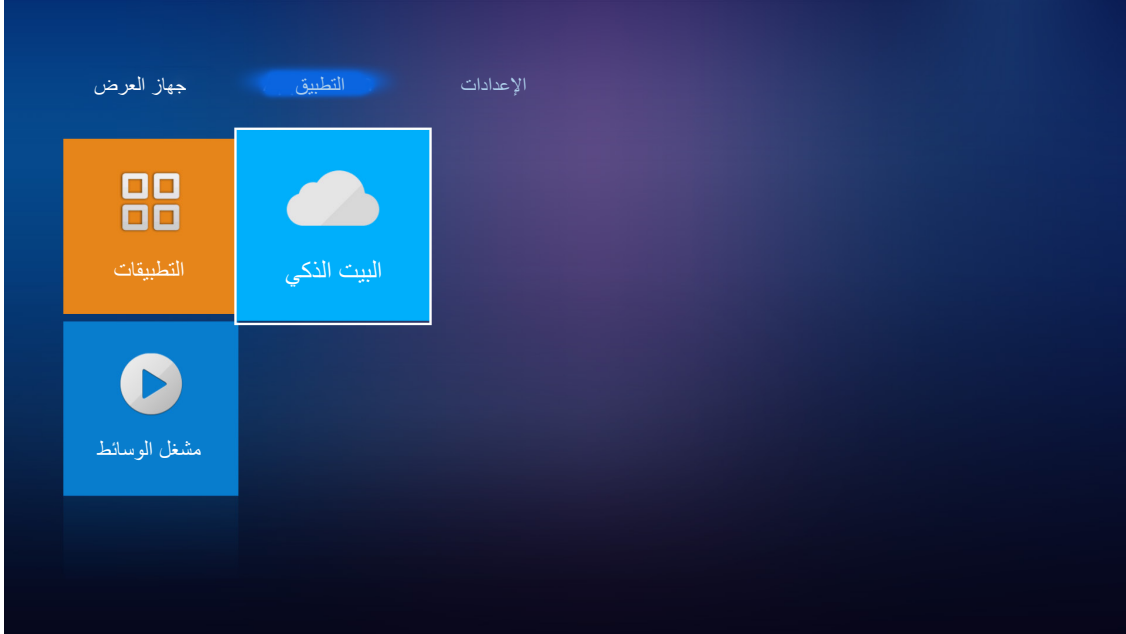 جهاز العرض
التطبيق
الإعدادات
التطبيقات
البيت الذكي
مشغل الوسائط